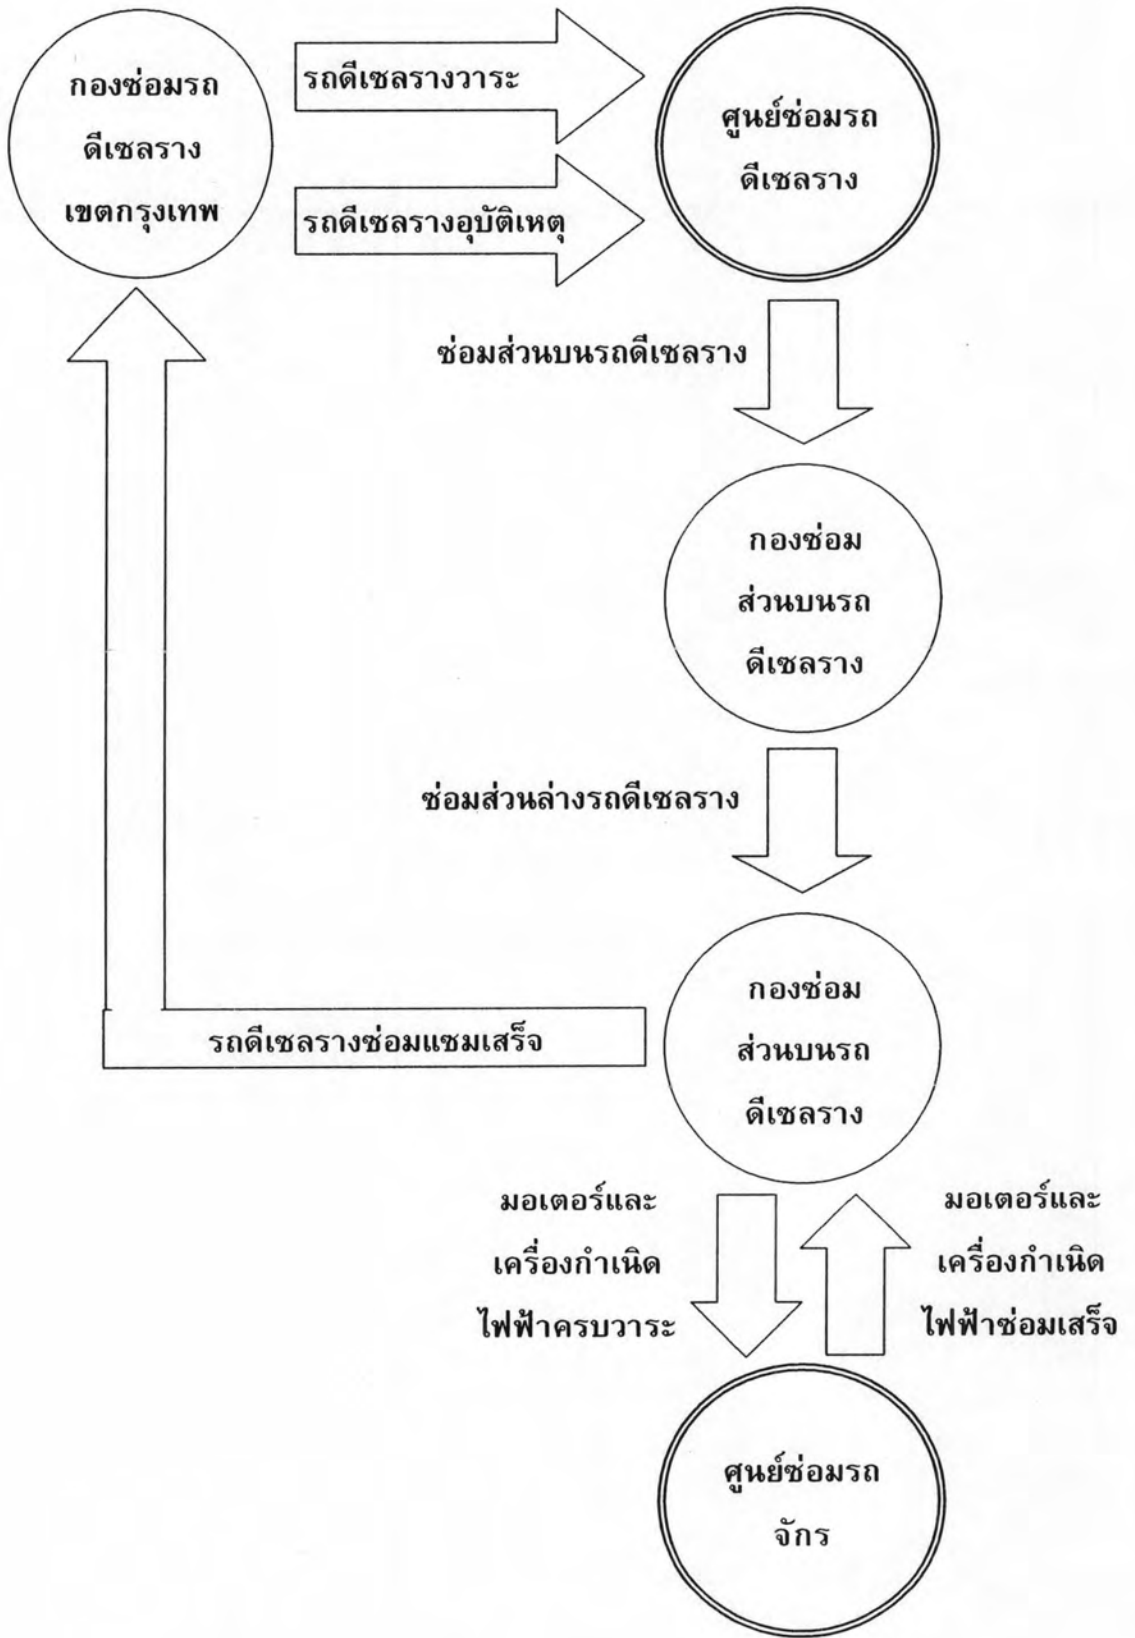 กองซ่อมรถ
ดีเซลราง
เขตกรุงเทพ
รถดีเซลรางวาระ
รถดีเซลรางอุบัติเหตุ
ศูนย์ซ่อมรถ
ดีเซลราง
ซ่อมส่วนบนรถดีเซลราง
กองซ่อม
ส่วนบนรถ
ดีเซลราง
ซ่อมส่วนล่างรถดีเซลราง
กองซ่อม
ส่วนบนรถ
ดีเซลราง
รถดีเซลรางซ่อมแซมเสร็จ
มอเตอร์และ
เครื่องกำเนิด
ไฟฟ้าครบวาระ
มอเตอร์และ
เครื่องกำเนิด
ไฟฟ้าซ่อมเสร็จ
ศูนย์ซ่อมรถ
จักร